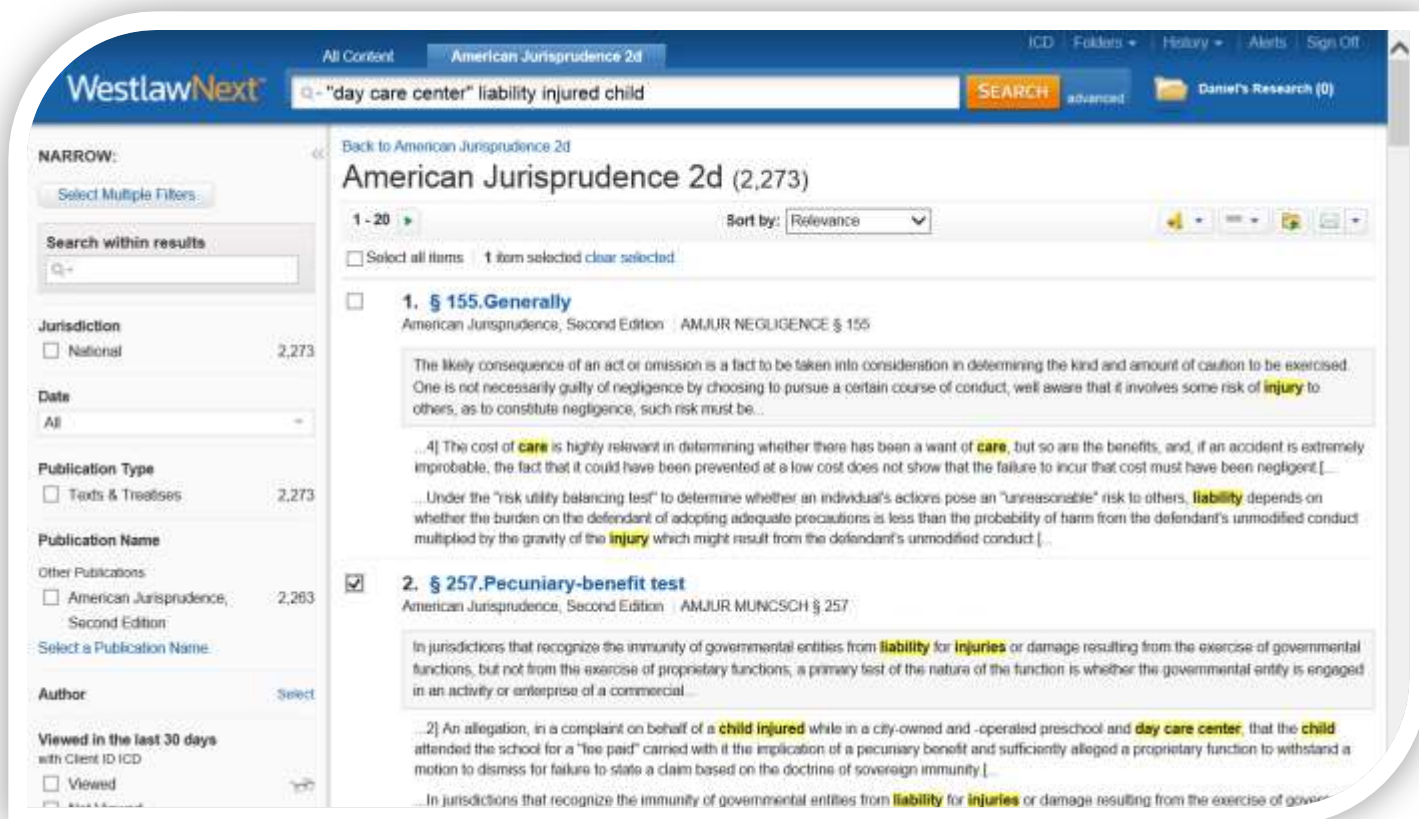 All Content American Jurisprudence 2d ICD Folders History Alerts Sign Off
WestlawNext "day care center" liability injured child SEARCH advanced Daniel's Research (0)
NARROW:
Select Multiple Filters
Search within results
Jurisdiction
National 2,273
Date
All
Publication Type
Texts & Treatises 2,273
Publication Name
Other Publications
American Jurisprudence, 2,263
Second Edition
Select a Publication Name
Author Select
Viewed in the last 30 days
with Client ID ICD
Viewed
Not Viewed
Back to American Jurisprudence 2d
American Jurisprudence 2d (2,273)
1 - 20 Sort by: Relevance
Select all items 1 item selected clear selected
1. § 155.Generally
American Jurisprudence, Second Edition AMJUR NEGLIGENCE § 155
The likely consequence of an act or omission is a fact to be taken into consideration in determining the kind and amount of caution to be exercised.
One is not necessarily guilty of negligence by choosing to pursue a certain course of conduct, well aware that it involves some risk of injury to
others, as to constitute negligence, such risk must be...
...4] The cost of care is highly relevant in determining whether there has been a want of care, but so are the benefits, and, if an accident is extremely
improbable, the fact that it could have been prevented at a low cost does not show that the failure to incur that cost must have been negligent.[...
...Under the "risk utility balancing test" to determine whether an individual's actions pose an "unreasonable" risk to others, liability depends on
whether the burden on the defendant of adopting adequate precautions is less than the probability of harm from the defendant's unmodified conduct
multiplied by the gravity of the injury which might result from the defendant's unmodified conduct.[...
2. § 257.Pecuniary-benefit test
American Jurisprudence, Second Edition AMJUR MUNCSCH § 257
In jurisdictions that recognize the immunity of governmental entities from liability for injuries or damage resulting from the exercise of governmental
functions, but not from the exercise of proprietary functions, a primary test of the nature of the function is whether the governmental entity is engaged
in an activity or enterprise of a commercial...
...2] An allegation, in a complaint on behalf of a child injured while in a city-owned and -operated preschool and day care center, that the child
attended the school for a "fee paid" carried with it the implication of a pecuniary benefit and sufficiently alleged a proprietary function to withstand a
motion to dismiss for failure to state a claim based on the doctrine of sovereign immunity.[...
...In jurisdictions that recognize the immunity of governmental entities from liability for injuries or damage resulting from the exercise of